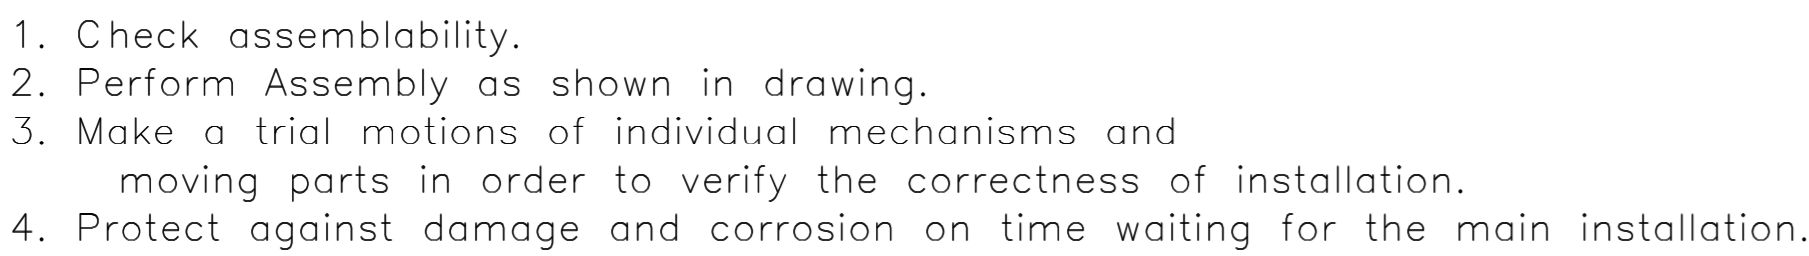 1. Check assemblability.
2. Perform Assembly as shown in drawing.
3. Make a trial motions of individual mechanisms and
moving parts in order to verify the correctness of installation.
4. Protect against damage and corrosion on time waiting for the main installation.